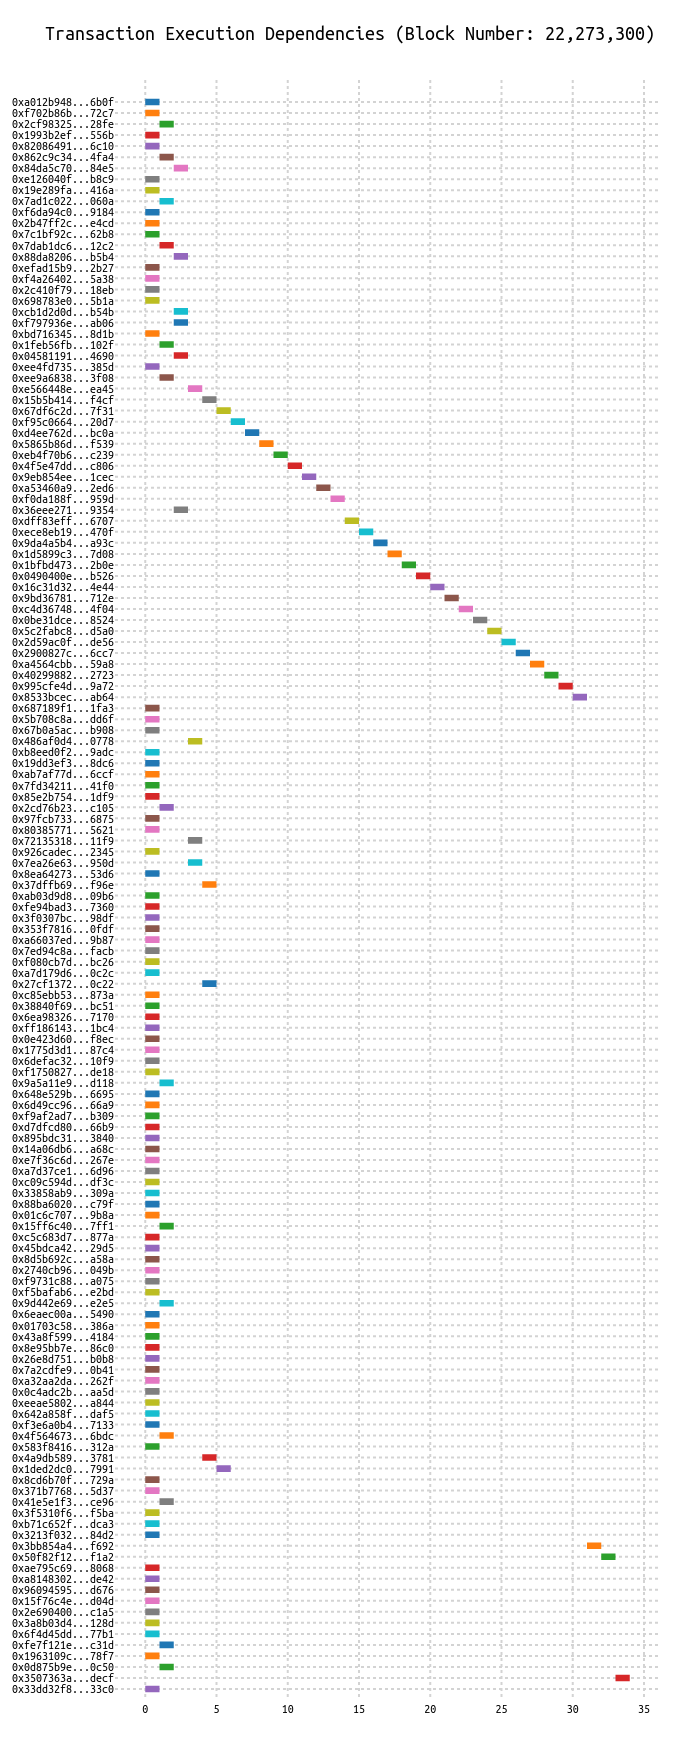 Transaction Execution Dependencies (Block Number: 22,273,300)
0xa012b948...6b0f
0xf702b86b...72c7
0x2cf98325...28fe
0x1993b2ef...556b
0x82086491...6c10
0x862c9c34...4fa4
0x84da5c70...84e5
0xe126040f...b8c9
0x19e289fa...416a
0x7ad1c022...060a
0xf6da94c0...9184
0x2b47ff2c...e4cd
0x7c1bf92c...62b8
0x7dab1dc6...12c2
0x88da8206...b5b4
0xefad15b9...2b27
0xf4a26402...5a38
0x2c410f79...18eb
0x698783e0...5b1a
0xcb1d2d0d...b54b
0xf797936e...ab06
0xbd716345...8d1b
0x1feb56fb...102f
0x04581191...4690
0xee4fd735...385d
0xee9a6838...3f08
0xe566448e...ea45
0x15b5b414...f4cf
0x67df6c2d...7f31
0xf95c0664...20d7
0xd4ee762d...bc0a
0x5865b86d...f539
0xeb4f70b6...c239
0x4f5e47dd...c806
0x9eb854ee...1cec
0xa53460a9...2ed6
0xf0da188f...959d
0x36eee271...9354
0xdff83eff...6707
0xece8eb19...470f
0x9da4a5b4...a93c
0x1d5899c3...7d08
0x1bfbd473...2b0e
0x0490400e...b526
0x16c31d32...4e44
0x9bd36781...712e
0xc4d36748...4f04
0x0be31dce...8524
0x5c2fabc8...d5a0
0x2d59ac0f...de56
0x2900827c...6cc7
0xa4564cbb...59a8
0x40299882...2723
0x995cfe4d...9a72
0x8533bcec...ab64
0x687189f1...1fa3
0x5b708c8a...dd6f
0x67b0a5ac...b908
0x486af0d4...0778
0xb8eed0f2...9adc
0x19dd3ef3...8dc6
0xab7af77d...6ccf
0x7fd34211...41f0
0x85e2b754...1df9
0x2cd76b23...c105
0x97fcb733...6875
0x80385771...5621
0x72135318...11f9
0x926cadec...2345
0x7ea26e63...950d
0x8ea64273...53d6
0x37dffb69...f96e
0xab03d9d8...09b6
0xfe94bad3...7360
0x3f0307bc...98df
0x353f7816...0fdf
0xa66037ed...9b87
0x7ed94c8a...facb
0xf080cb7d...bc26
0xa7d179d6...0c2c
0x27cf1372...0c22
0xc85ebb53...873a
0x38840f69...bc51
0x6ea98326...7170
0xff186143...1bc4
0x0e423d60...f8ec
0x1775d3d1...87c4
0x6defac32...10f9
0xf1750827...de18
0x9a5a11e9...d118
0x648e529b...6695
0x6d49cc96...66a9
0xf9af2ad7...b309
0xd7dfcd80...66b9
0x895bdc31...3840
0x14a06db6...a68c
0xe7f36c6d...267e
0xa7d37ce1...6d96
0xc09c594d...df3c
0x33858ab9...309a
0x88ba6020...c79f
0x01c6c707...9b8a
0x15ff6c40...7ff1
0xc5c683d7...877a
0x45bdca42...29d5
0x8d5b692c...a58a
0x2740cb96...049b
0xf9731c88...a075
0xf5bafab6...e2bd
0x9d442e69...e2e5
0x6eaec00a...5490
0x01703c58...386a
0x43a8f599...4184
0x8e95bb7e...86c0
0x26e8d751...b0b8
0x7a2cdfe9...0b41
0xa32aa2da...262f
0x0c4adc2b...aa5d
0xeeae5802...a844
0x642a858f...daf5
0xf3e6a0b4...7133
0x4f564673...6bdc
0x583f8416...312a
0x4a9db589...3781
0x1ded2dc0...7991
0x8cd6b70f...729a
0x371b7768...5d37
0x41e5e1f3...ce96
0x3f5310f6...f5ba
0xb71c652f...dca3
0x3213f032...84d2
0x3bb854a4...f692
0x50f82f12...f1a2
0xae795c69...8068
0xa8148302...de42
0x96094595...d676
0x15f76c4e...d04d
0x2e690400...c1a5
0x3a8b03d4...128d
0x6f4d45dd...77b1
0xfe7f121e...c31d
0x1963109c...78f7
0x0d875b9e...0c50
0x3507363a...decf
0x33dd32f8...33c0
0 5 10 15 20 25 30 35